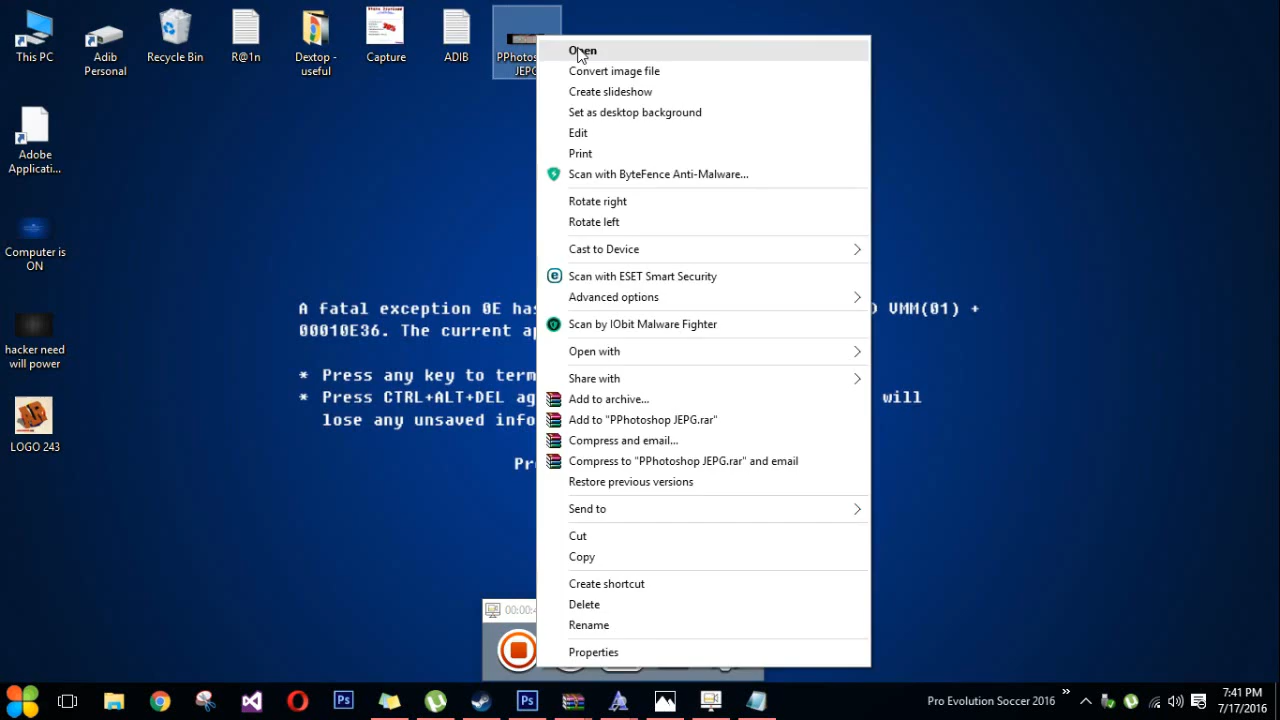 This PC
Adib
Personal
Recycle Bin
R@1n
Dextop -
useful
Capture
ADIB
PPhotos
JEPG
Adobe
Applicati...
Computer is
ON
hacker need
will power
LOGO 243
Open
Convert image file
Create slideshow
Set as desktop background
Edit
Print
Scan with ByteFence Anti-Malware...
Rotate right
Rotate left
Cast to Device
Scan with ESET Smart Security
Advanced options
Scan by IObit Malware Fighter
Open with
Share with
Add to archive...
Add to "PPhotoshop JEPG.rar"
Compress and email...
Compress to "PPhotoshop JEPG.rar" and email
Restore previous versions
Send to
Cut
Copy
Create shortcut
Delete
Rename
Properties
A fatal exception 0E VMM(01) +
00010E36. The current
* Press any key to
* Press CTRL+ALT+DEL will
lose any unsaved
Pro Evolution Soccer 2016
7:41 PM
7/17/2016